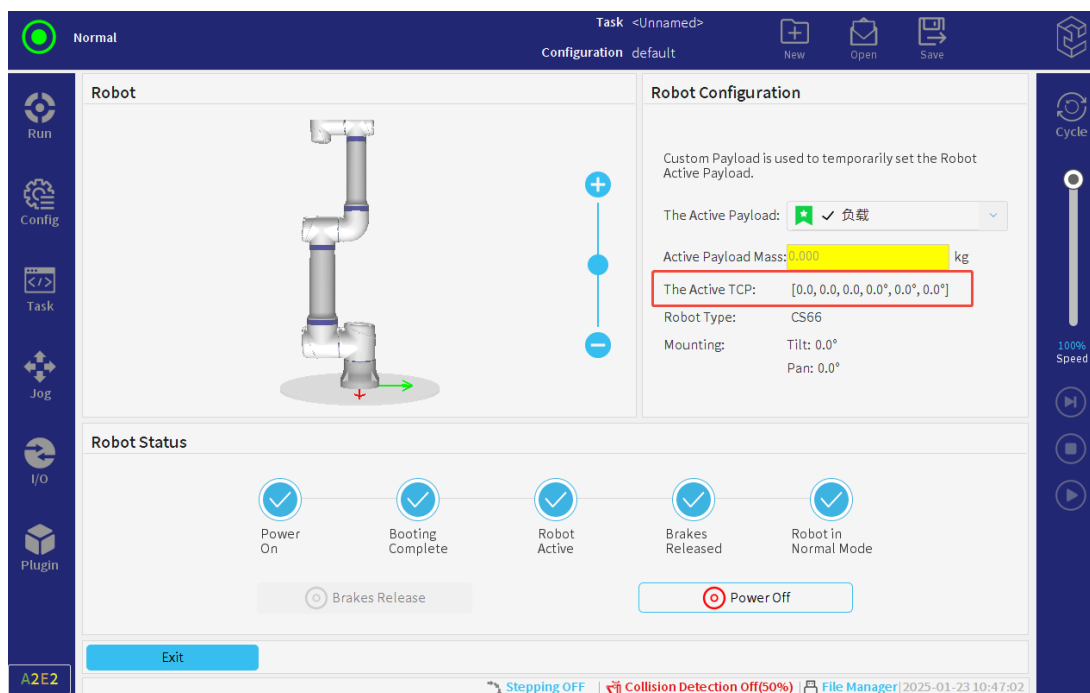 Normal
Task <Unnamed>
Configuration default
New
Open
Save
Run
Config
Task
Jog
I/O
Plugin
A2E2
Robot
Robot Configuration
Custom Payload is used to temporarily set the Robot
Active Payload.
The Active Payload: 负载
Active Payload Mass: 0.000 kg
The Active TCP: [0.0, 0.0, 0.0, 0.0°, 0.0°, 0.0°]
Robot Type: CS66
Mounting: Tilt: 0.0°
Pan: 0.0°
Cycle
100%
Speed
Robot Status
Power
On
Booting
Complete
Robot
Active
Brakes
Released
Robot in
Normal Mode
Brakes Release
Power Off
Exit
Stepping OFF | Collision Detection Off(50%) | File Manager| 2025-01-23 10:47:02